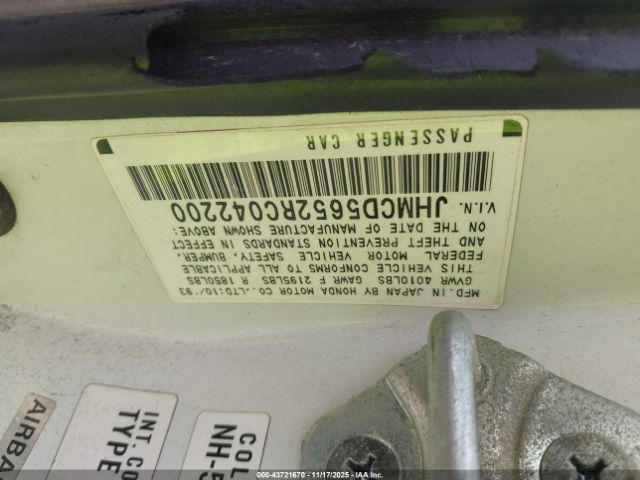 MFD.IN JAPAN BY HONDA MOTOR CO.,LTD:10/'93
GVWR 4010LBS GAWR F 2195LBS R 1850LBS
THIS VEHICLE CONFORMS TO ALL APPLICABLE
FEDERAL MOTOR VEHICLE SAFETY, BUMPER,
AND THEFT PREVENTION STANDARDS IN EFFECT
ON THE DATE OF MANUFACTURE SHOWN ABOVE:
V.I.N. JHMCD5652RC042200
PASSENGER CAR
AIRBA
INT. CO
TYPE
COL
NH-5
000-43721670 - 11/17/2025 - ©IAA